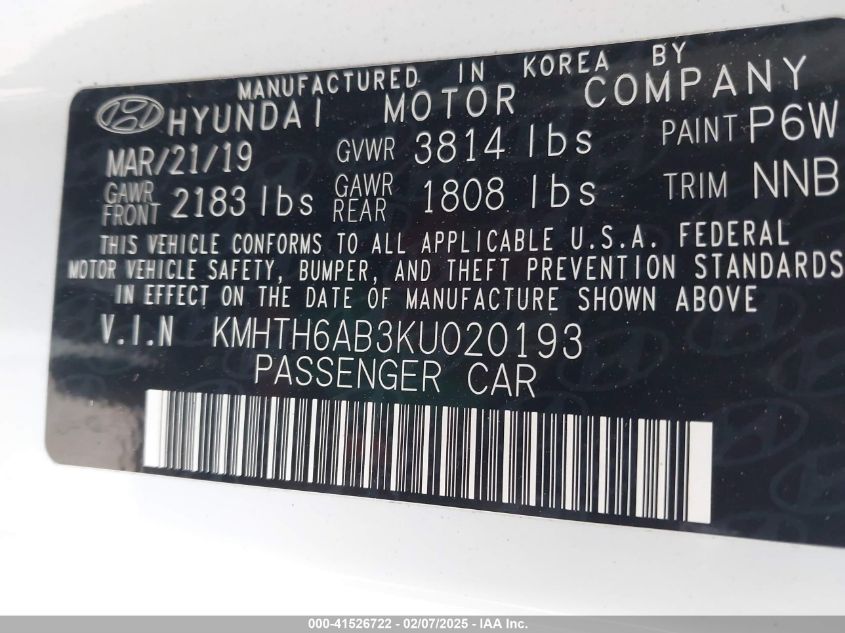 MANUFACTURED IN KOREA BY
HYUNDAI MOTOR COMPANY
MAR/21/19 GVWR 3814 lbs PAINT P6W
GAWR FRONT 2183 lbs GAWR REAR 1808 lbs TRIM NNB
THIS VEHICLE CONFORMS TO ALL APPLICABLE U.S.A. FEDERAL
MOTOR VEHICLE SAFETY, BUMPER, AND THEFT PREVENTION STANDARDS
IN EFFECT ON THE DATE OF MANUFACTURE SHOWN ABOVE
V.I.N KMHTH6AB3KU020193
PASSENGER CAR
000-41526722 - 02/07/2025 - IAA Inc.